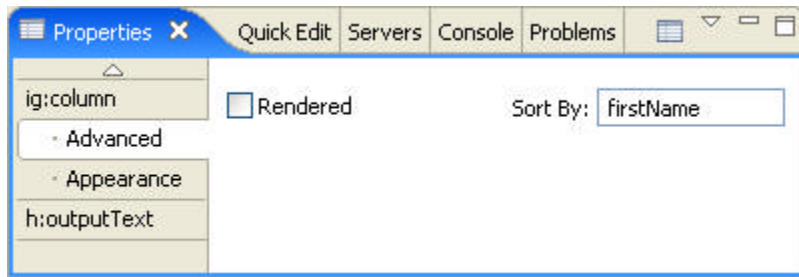 Properties Quick Edit Servers Console Problems
ig:column
Rendered Sort By: firstName
Advanced
Appearance
h:outputText